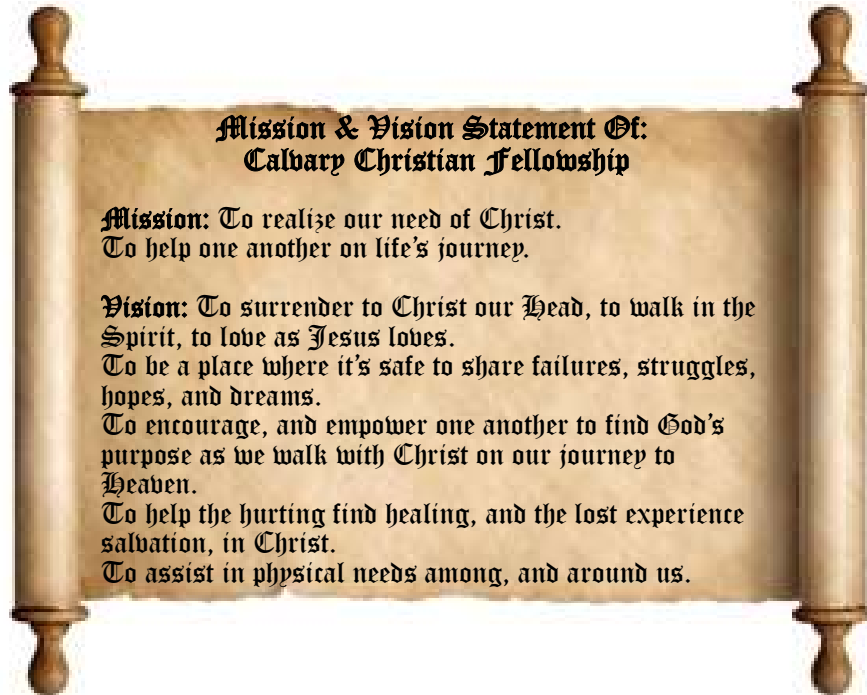 Mission & Vision Statement Of:
Calvary Christian Fellowship
Mission: To realize our need of Christ.
To help one another on life's journey.
Vision: To surrender to Christ our Head, to walk in the
Spirit, to love as Jesus loves.
To be a place where it's safe to share failures, struggles,
hopes, and dreams.
To encourage, and empower one another to find God's
purpose as we walk with Christ on our journey to
Heaven.
To help the hurting find healing, and the lost experience
salvation, in Christ.
To assist in physical needs among, and around us.